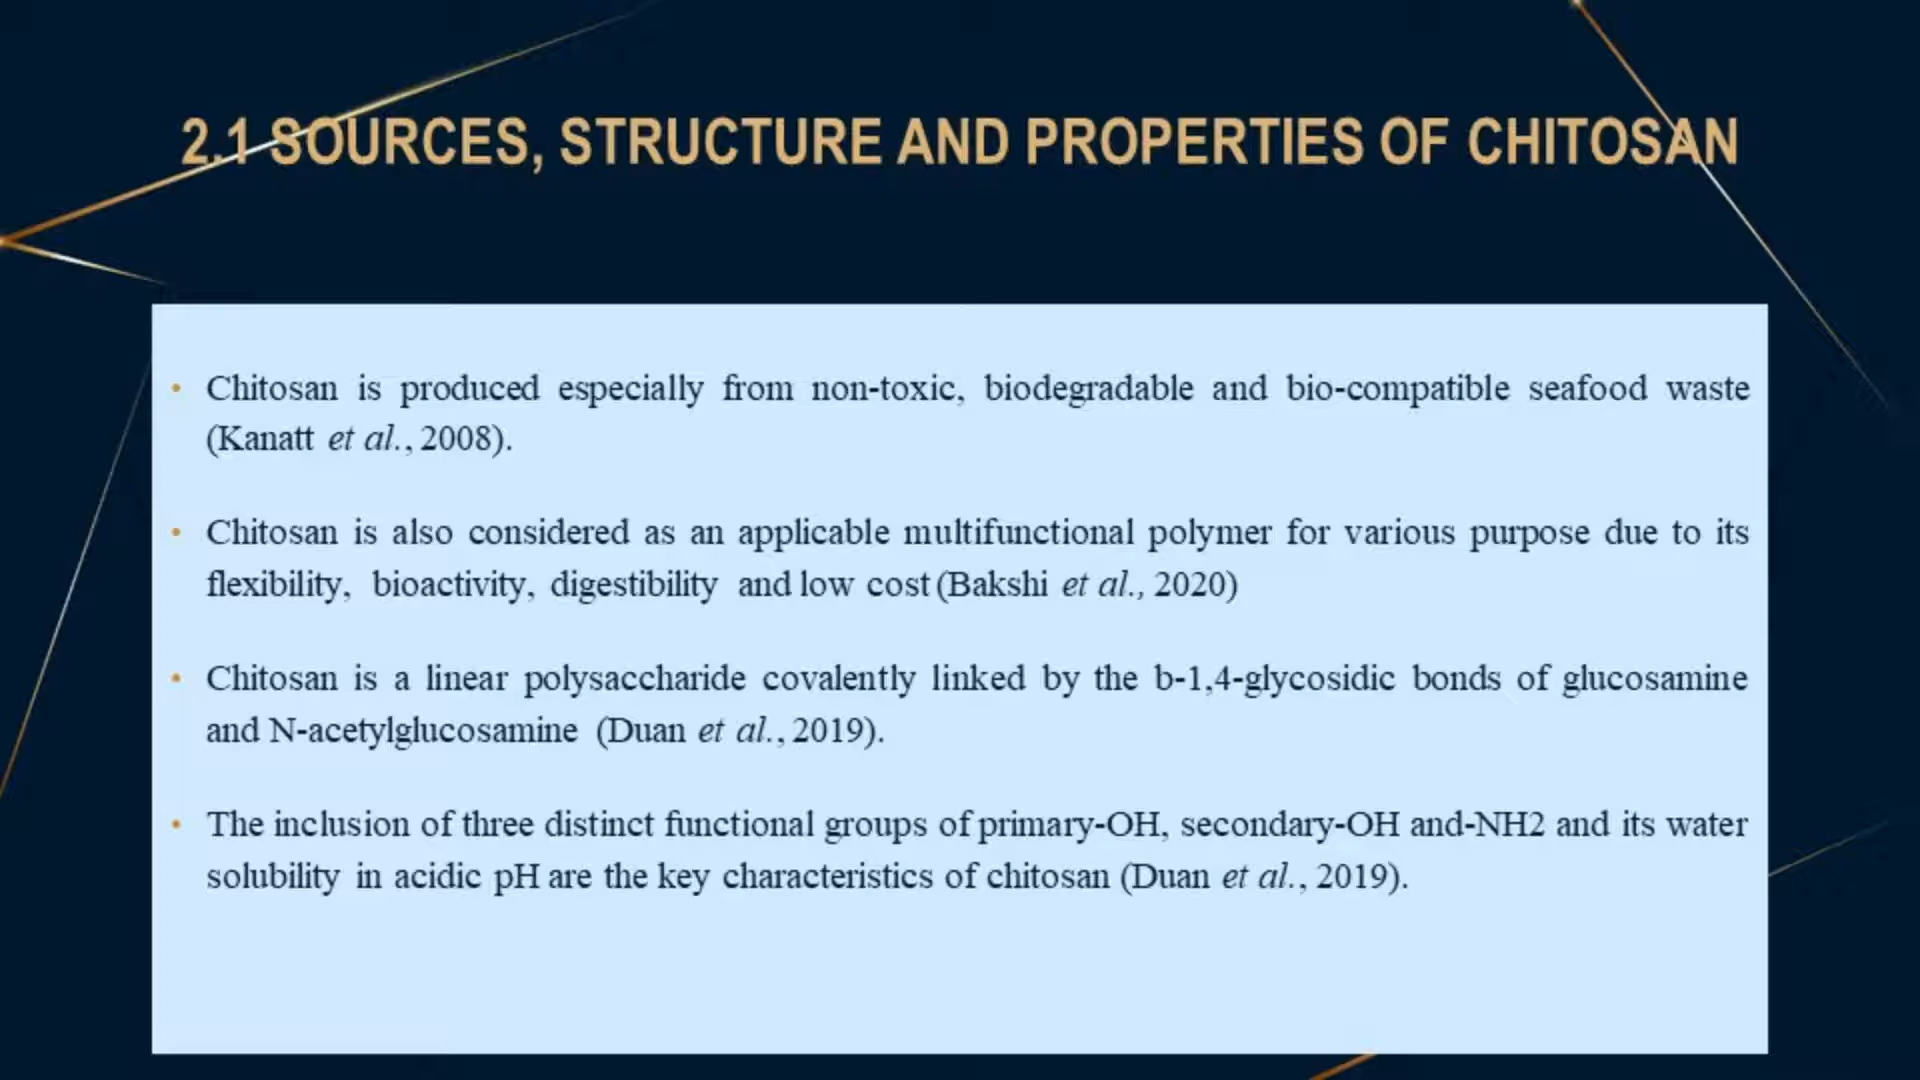 2.1 SOURCES, STRUCTURE AND PROPERTIES OF CHITOSAN
• Chitosan is produced especially from non-toxic, biodegradable and bio-compatible seafood waste
(Kanatt et al., 2008).
• Chitosan is also considered as an applicable multifunctional polymer for various purpose due to its
flexibility, bioactivity, digestibility and low cost (Bakshi et al., 2020)
• Chitosan is a linear polysaccharide covalently linked by the b-1,4-glycosidic bonds of glucosamine
and N-acetylglucosamine (Duan et al., 2019).
• The inclusion of three distinct functional groups of primary-OH, secondary-OH and-NH2 and its water
solubility in acidic pH are the key characteristics of chitosan (Duan et al., 2019).